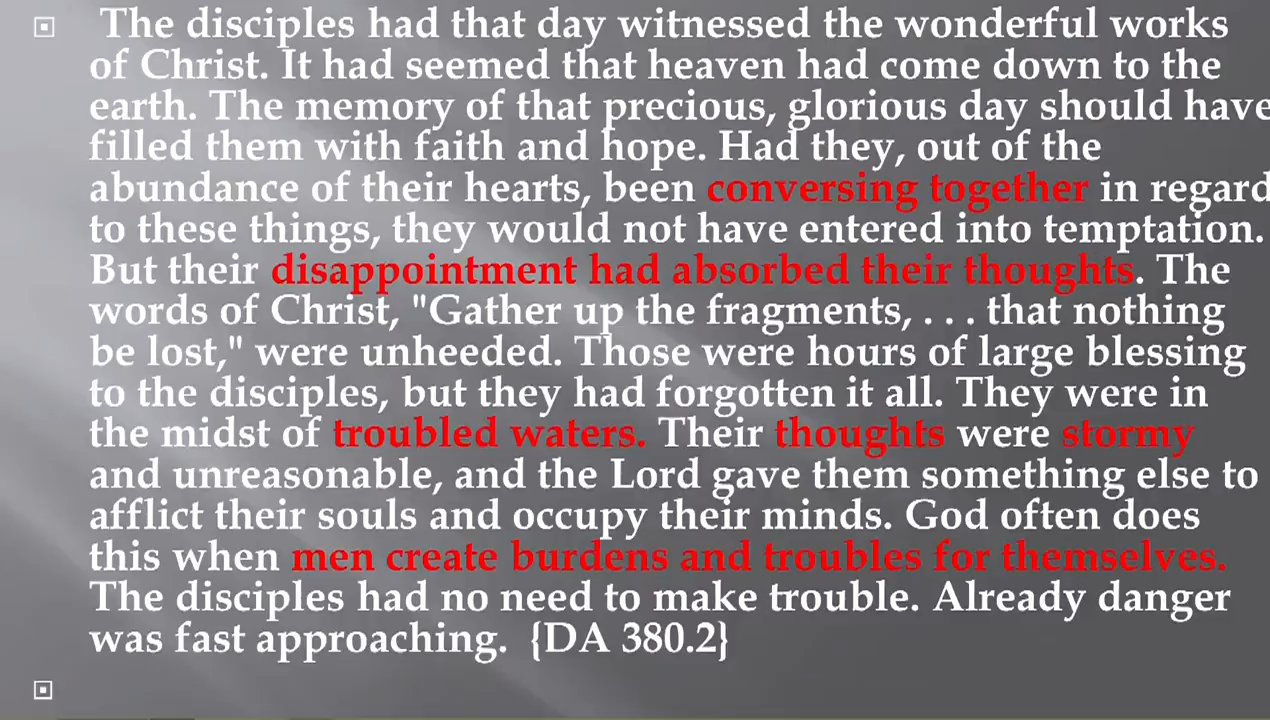 The disciples had that day witnessed the wonderful works
of Christ. It had seemed that heaven had come down to the
earth. The memory of that precious, glorious day should have
filled them with faith and hope. Had they, out of the
abundance of their hearts, been conversing together in regard
to these things, they would not have entered into temptation.
But their disappointment had absorbed their thoughts. The
words of Christ, "Gather up the fragments, . . . that nothing
be lost," were unheeded. Those were hours of large blessing
to the disciples, but they had forgotten it all. They were in
the midst of troubled waters. Their thoughts were stormy
and unreasonable, and the Lord gave them something else to
afflict their souls and occupy their minds. God often does
this when men create burdens and troubles for themselves.
The disciples had no need to make trouble. Already danger
was fast approaching. {DA 380.2}